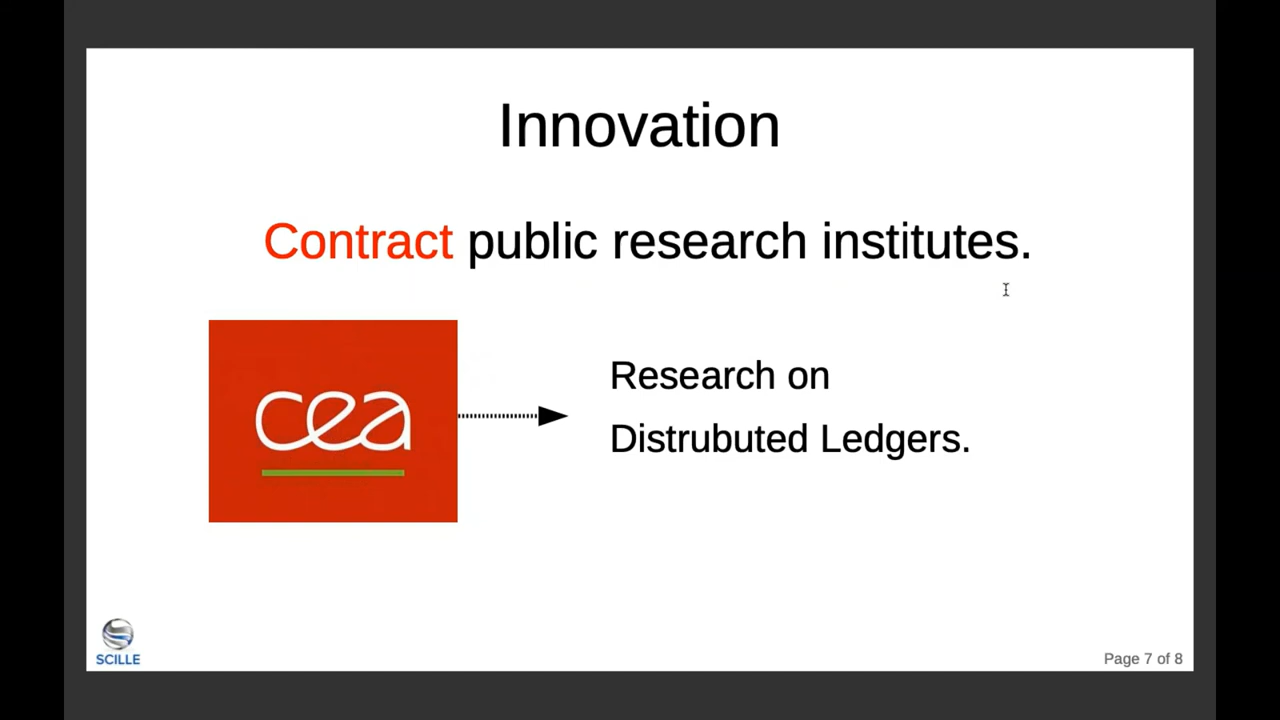 Innovation
Contract public research institutes.
cea
Research on
Distrubuted Ledgers.
SCILLE
Page 7 of 8